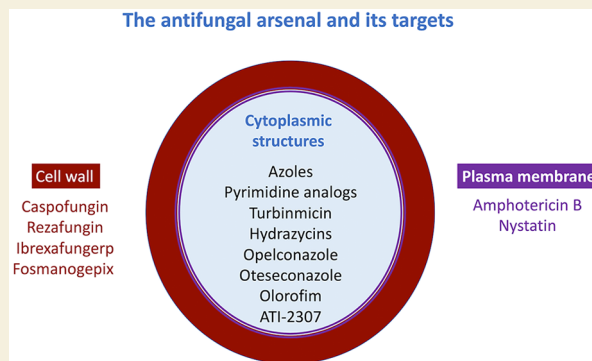 The antifungal arsenal and its targets
Cytoplasmic
structures
Azoles
Pyrimidine analogs
Turbinmicin
Hydrazycins
Opelconazole
Oteseconazole
Olorofim
ATI-2307
Cell wall
Caspofungin
Rezafungin
Ibrexafungerp
Fosmanogepix
Plasma membrane
Amphotericin B
Nystatin